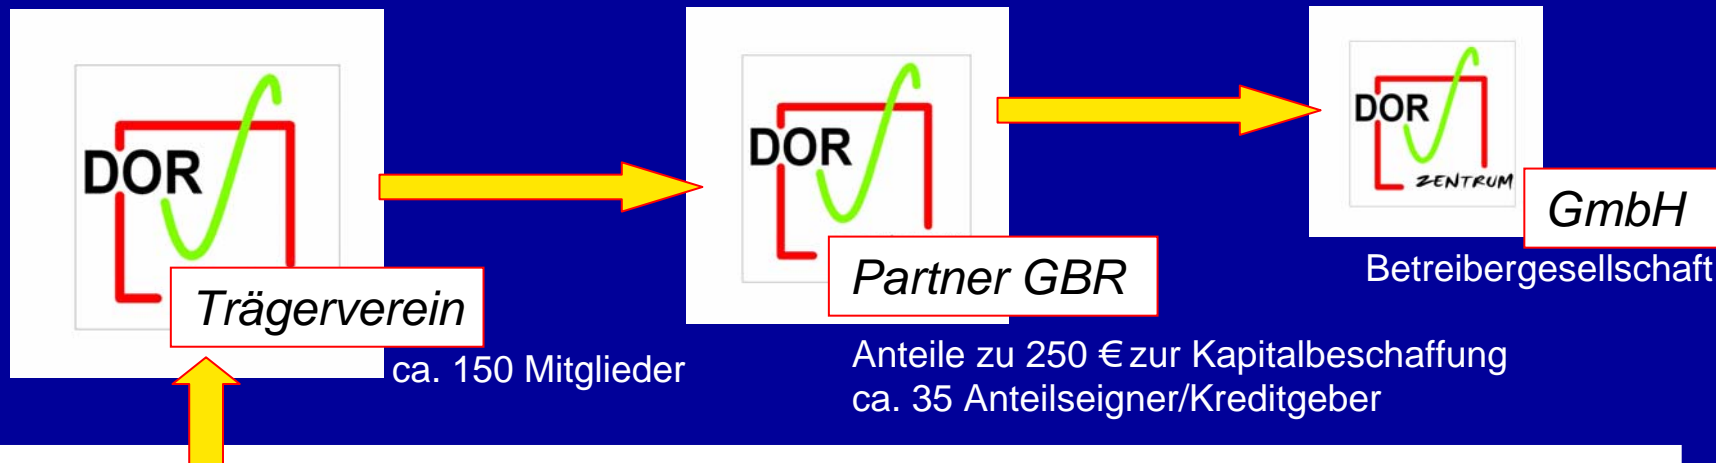 DOR
Trägerverein
ca. 150 Mitglieder
DOR
Partner GBR
Anteile zu 250 € zur Kapitalbeschaffung
ca. 35 Anteilseigner/Kreditgeber
DOR
ZENTRUM
GmbH
Betreibergesellschaft